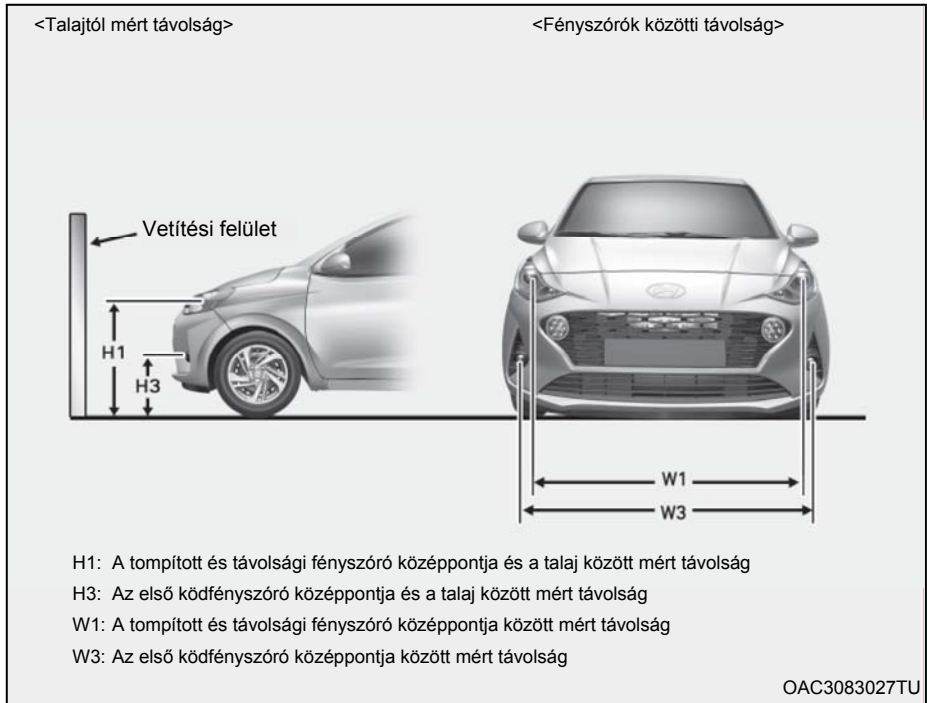 <Talajtól mért távolság>
<Fényszórók közötti távolság>
Vetítési felület
H1
H3
W1
W3
H1: A tompított és távolsági fényszóró középpontja és a talaj között mért távolság
H3: Az első ködfényszóró középpontja és a talaj között mért távolság
W1: A tompított és távolsági fényszóró középpontja között mért távolság
W3: Az első ködfényszóró középpontja között mért távolság
OAC3083027TU